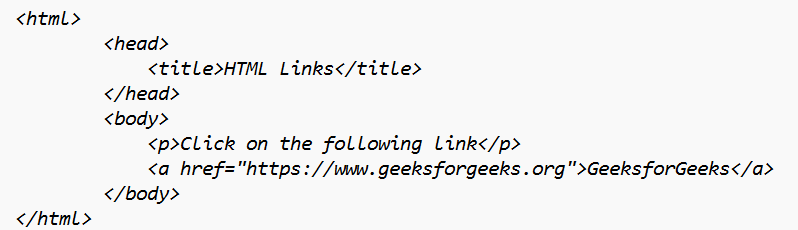 <html>
<head>
<title>HTML Links</title>
</head>
<body>
<p>Click on the following link</p>
<a href="https://www.geeksforgeeks.org">GeeksforGeeks</a>
</body>
</html>